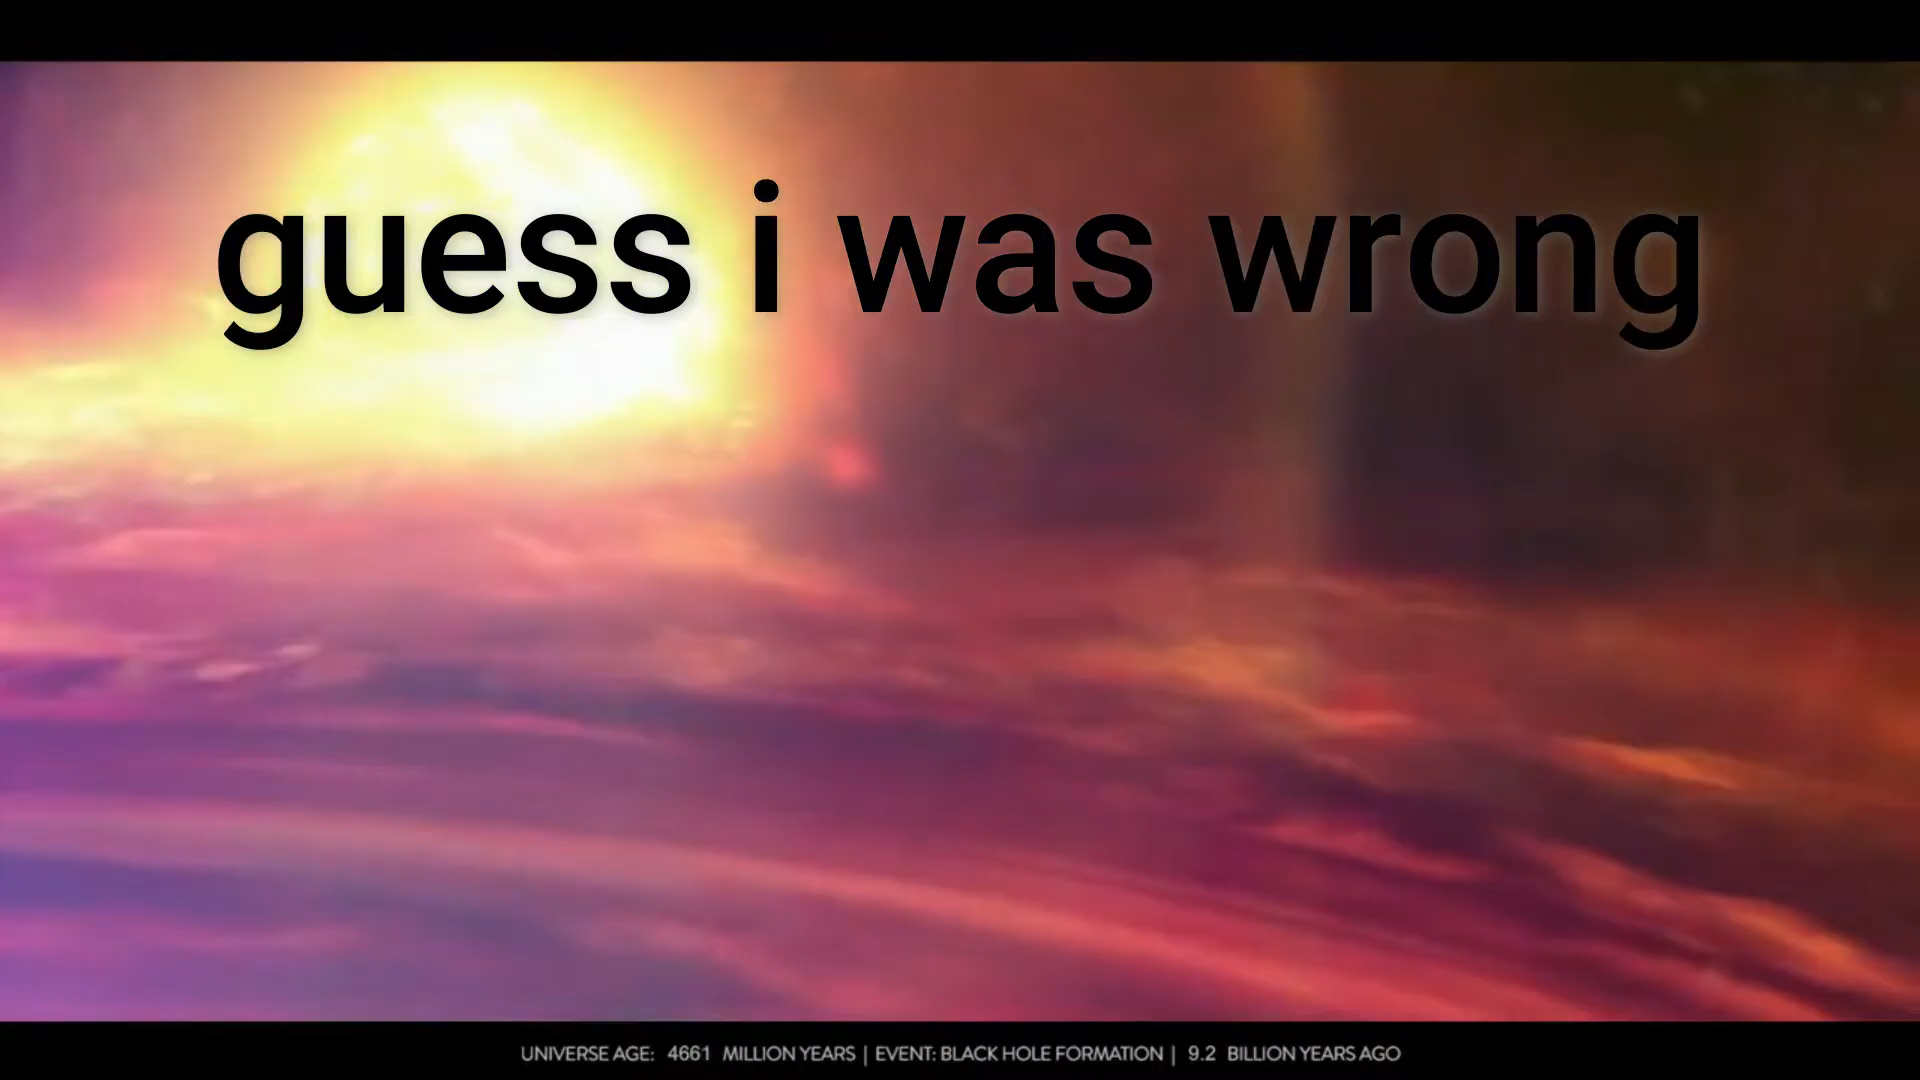 guess i was wrong
UNIVERSE AGE: 4661 MILLION YEARS | EVENT: BLACK HOLE FORMATION | 9.2 BILLION YEARS AGO